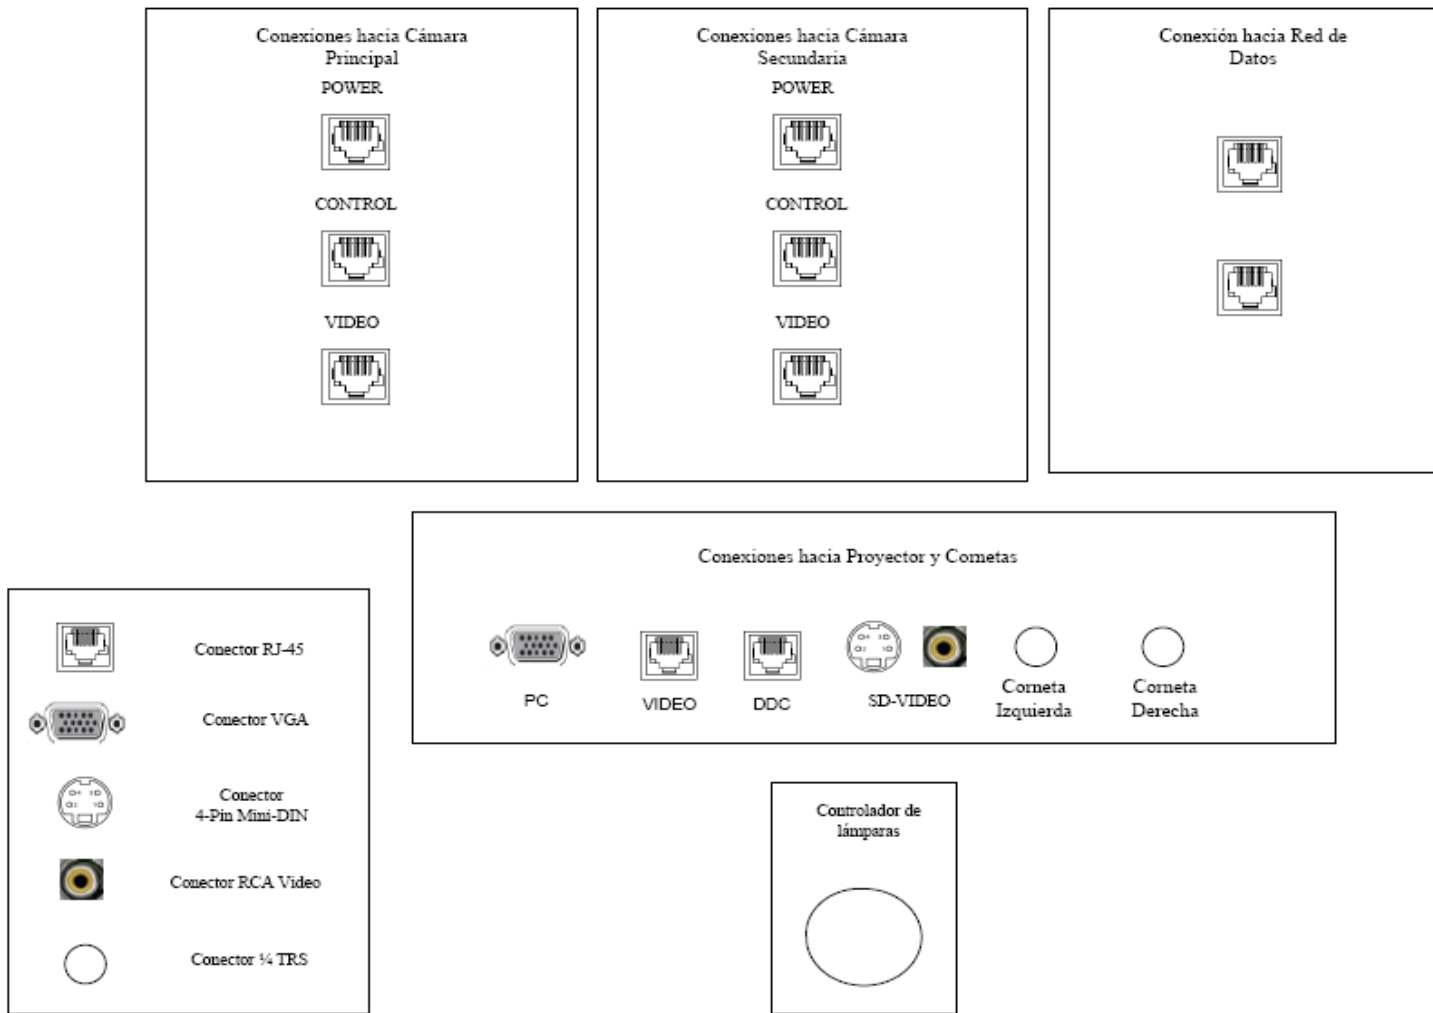 Conexiones hacia Cámara
Principal
POWER
CONTROL
VIDEO
Conexiones hacia Cámara
Secundaria
POWER
CONTROL
VIDEO
Conexión hacia Red de
Datos
Conexiones hacia Proyector y Cornetas
PC
VIDEO
DDC
SD-VIDEO
Corneta
Izquierda
Corneta
Derecha
Conector RJ-45
Conector VGA
Conector
4-Pin Mini-DIN
Conector RCA Video
Conector ¼ TRS
Controlador de
lámparas